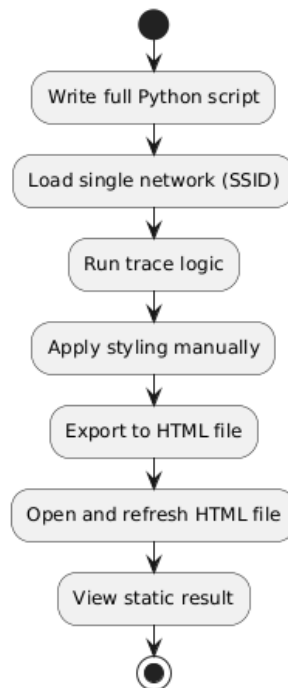 Write full Python script
Load single network (SSID)
Run trace logic
Apply styling manually
Export to HTML file
Open and refresh HTML file
View static result